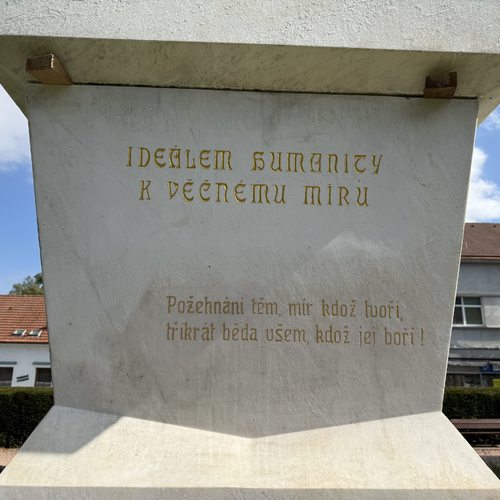 IDEÁLEM HUMANITY
K VĚČNÉMU MÍRU
Požehnání těm, mír kdož tvoří,
třikrát běda všem, kdož jej boří!